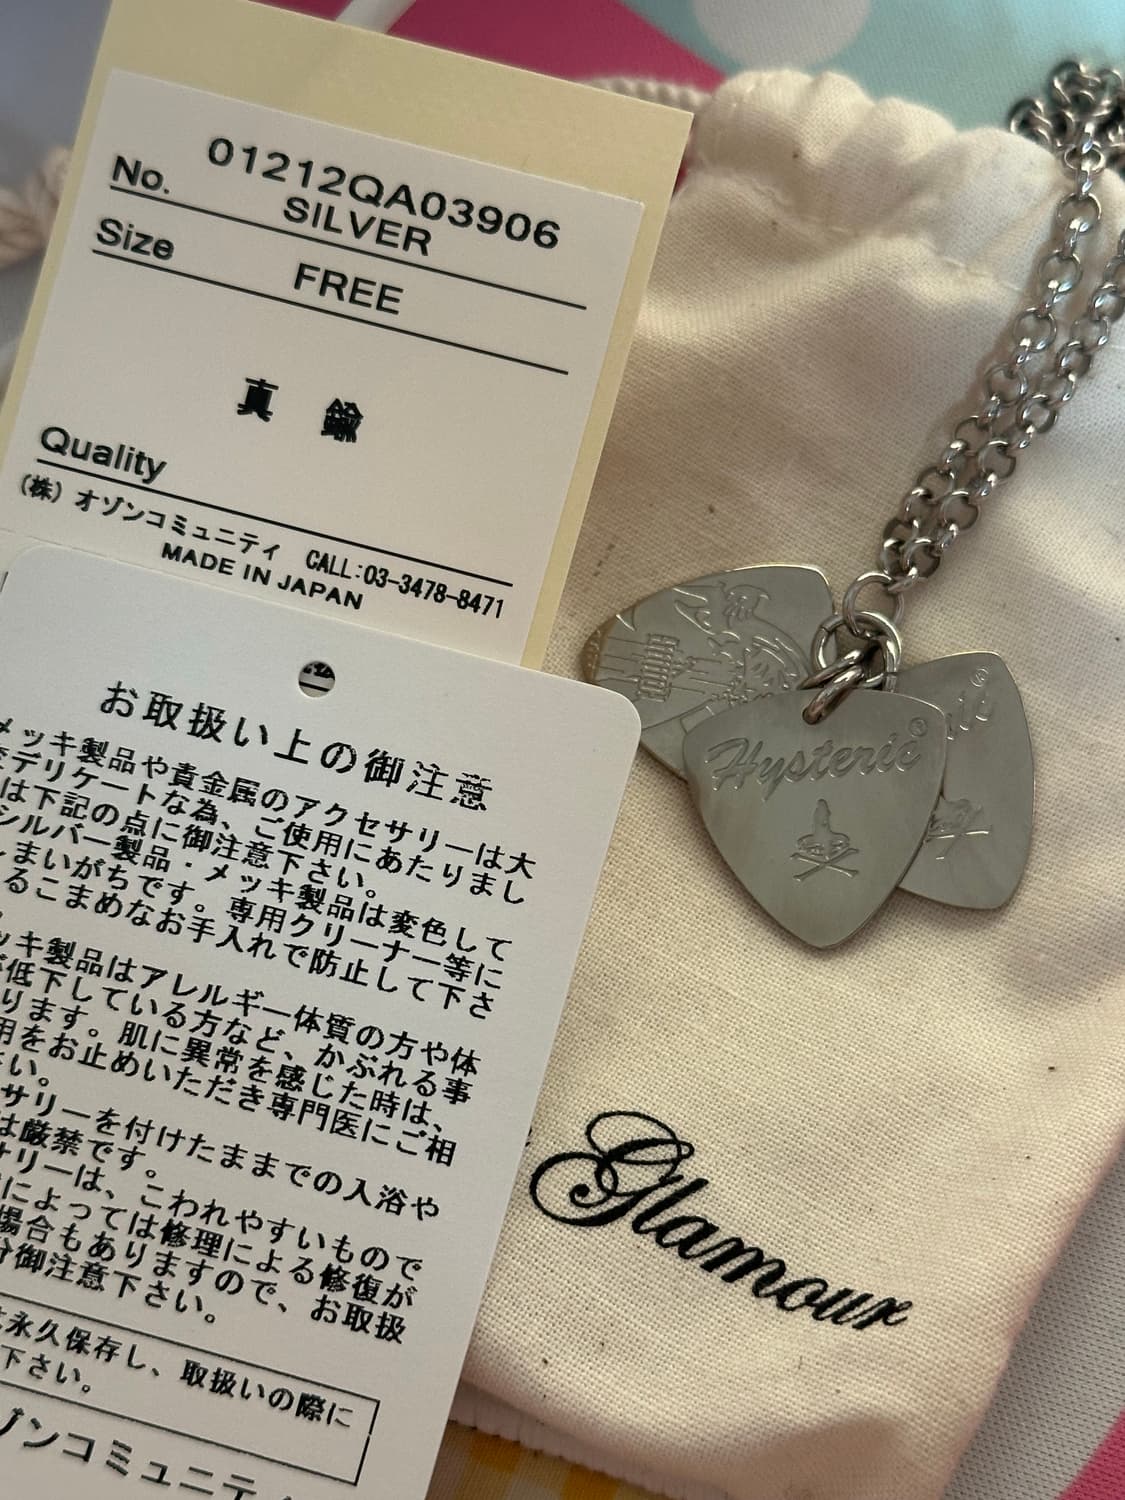 No. 01212QA03906
SILVER
Size FREE
真鍮
Quality
(株) オゾンコミュニティ CALL:03-3478-8471
MADE IN JAPAN
お取扱い上の御注意
メッキ製品や貴金属のアクセサリーは大
変デリケートな為、ご使用にあたりまし
は下記の点に御注意下さい。
シルバー製品・メッキ製品は変色して
しまいがちです。専用クリーナー等に
るこまめなお手入れで防止して下さ
ッキ製品はアレルギー体質の方や体
が低下している方など、かぶれる事
ります。肌に異常を感じた時は、
用をお止めいただき専門医にご相
さい。
サリーを付けたままでの入浴や
は厳禁です。
サリーは、こわれやすいもので
によっては修理による修復が
場合もありますので、お取扱
分御注意下さい。
永久保存し、取扱いの際に
下さい。
ゾンコミュニティ
Hysteric®
ric®
Glamour